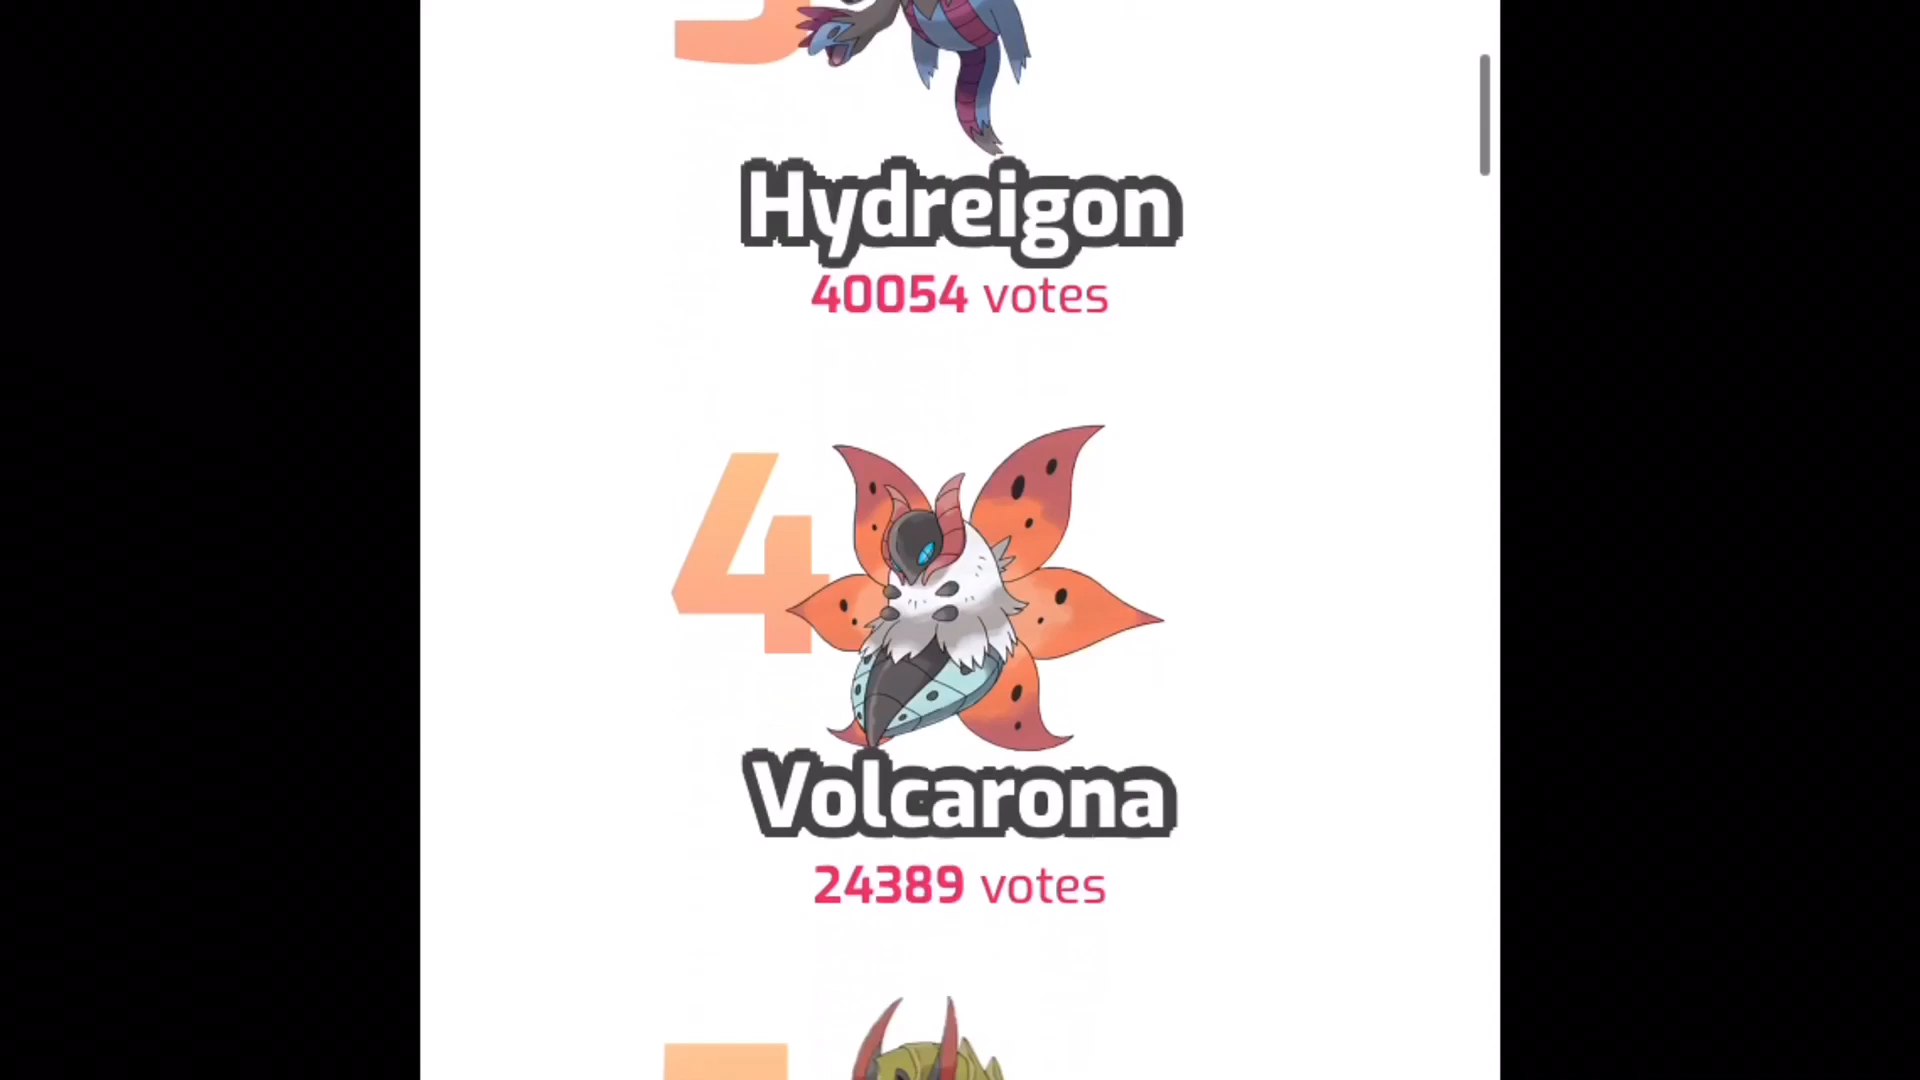 Hydreigon
40054 votes
4
Volcarona
24389 votes